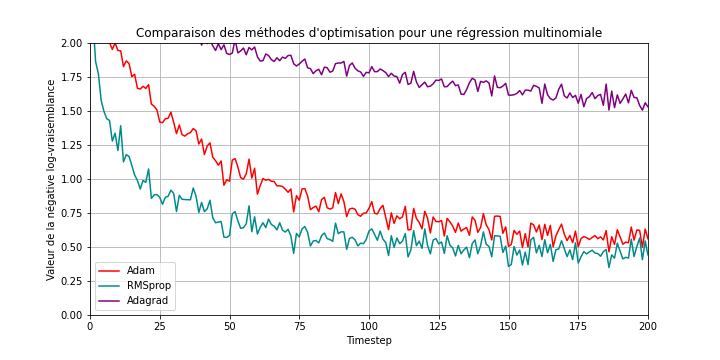 Comparaison des méthodes d'optimisation pour une régression multinomiale
Valeur de la négative log-vraisemblance
2.00
1.75
1.50
1.25
1.00
0.75
0.50
0.25
0.00
Adam
RMSprop
Adagrad
0 25 50 75 100 125 150 175 200
Timestep